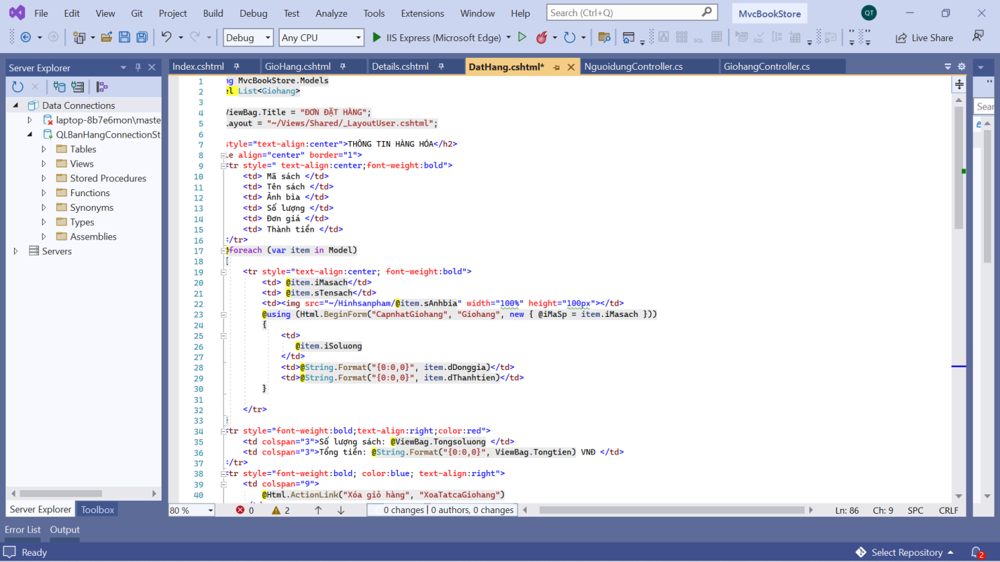 File Edit View Git Project Build Debug Test Analyze Tools Extensions Window Help Search (Ctrl+Q) MvcBookStore QT
Debug Any CPU IIS Express (Microsoft Edge) Live Share
Server Explorer
Data Connections
laptop-8b7e6mon\maste
QLBanHangConnectionSt
Tables
Views
Stored Procedures
Functions
Synonyms
Types
Assemblies
Servers
Server Explorer Toolbox
Index.cshtml GioHang.cshtml Details.cshtml DatHang.cshtml* NguoidungController.cs GiohangController.cs
1 ng MvcBookStore.Models
2 el List<Giohang>
3
4 ViewBag.Title = "ĐƠN ĐẶT HÀNG";
5 Layout = "~/Views/Shared/_LayoutUser.cshtml";
6
7 style="text-align:center">THÔNG TIN HÀNG HÓA</h2>
8 le align="center" border="1">
9 <tr style=" text-align:center;font-weight:bold">
10 <td> Mã sách </td>
11 <td> Tên sách </td>
12 <td> Ảnh bìa </td>
13 <td> Số lượng </td>
14 <td> Đơn giá </td>
15 <td> Thành tiền </td>
16 </tr>
17 @foreach (var item in Model)
18 {
19 <tr style="text-align:center; font-weight:bold">
20 <td> @item.iMasach</td>
21 <td> @item.sTensach</td>
22 <td><img src="~/Hinhsanpham/@item.sAnhbia" width="100%" height="100px"></td>
23 @using (Html.BeginForm("CapnhatGiohang", "Giohang", new { @iMaSp = item.iMasach }))
24 {
25 <td>
26 @item.iSoluong
27 </td>
28 <td>@String.Format("{0:0,0}", item.dDonggia)</td>
29 <td>@String.Format("{0:0,0}", item.dThanhtien)</td>
30 }
31
32 </tr>
33 }
34 <tr style="font-weight:bold;text-align:right;color:red">
35 <td colspan="3">Số lượng sách: @ViewBag.Tongsoluong </td>
36 <td colspan="3">Tổng tiền: @String.Format("{0:0,0}", ViewBag.Tongtien) VNĐ </td>
37 </tr>
38 <tr style="font-weight:bold; color:blue; text-align:right">
39 <td colspan="9">
40 @Html.ActionLink("Xóa giỏ hàng", "XoaTatcaGiohang")
Sear
80 % 0 2 0 changes | 0 authors, 0 changes Ln: 86 Ch: 9 SPC CRLF
Error List Output
Ready Select Repository 2